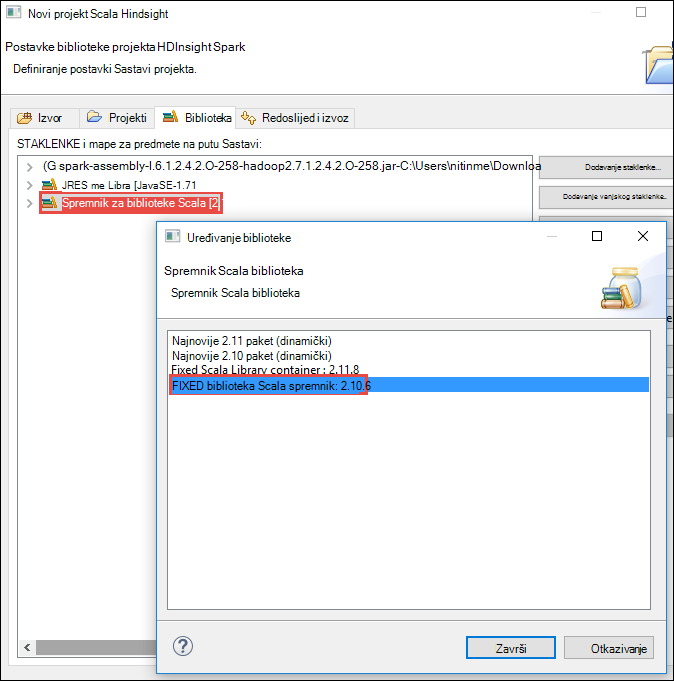 Novi projekt Scala Hindsight
Postavke biblioteke projekta HDInsight Spark
Definiranje postavki Sastavi projekta.
Izvor
Projekti
Biblioteka
Redoslijed i izvoz
STAKLENKE i mape za predmete na putu Sastavi:
(G spark-assembly-l.6.1.2.4.2.O-258-hadoop2.7.1.2.4.2.O-258.jar-C:\Users\nitinme\Downloa
JRES me Libra [JavaSE-1.71
Spremnik za biblioteke Scala [2]
Dodavanje staklenke...
Dodavanje vanjskog staklenke..
Uređivanje biblioteke
Spremnik Scala biblioteka
Spremnik Scala biblioteka
Najnovije 2.11 paket (dinamički)
Najnovije 2.10 paket (dinamički)
Fixed Scala Library container : 2.11.8
FIXED biblioteka Scala spremnik: 2.10.6
Završi
Otkazivanje